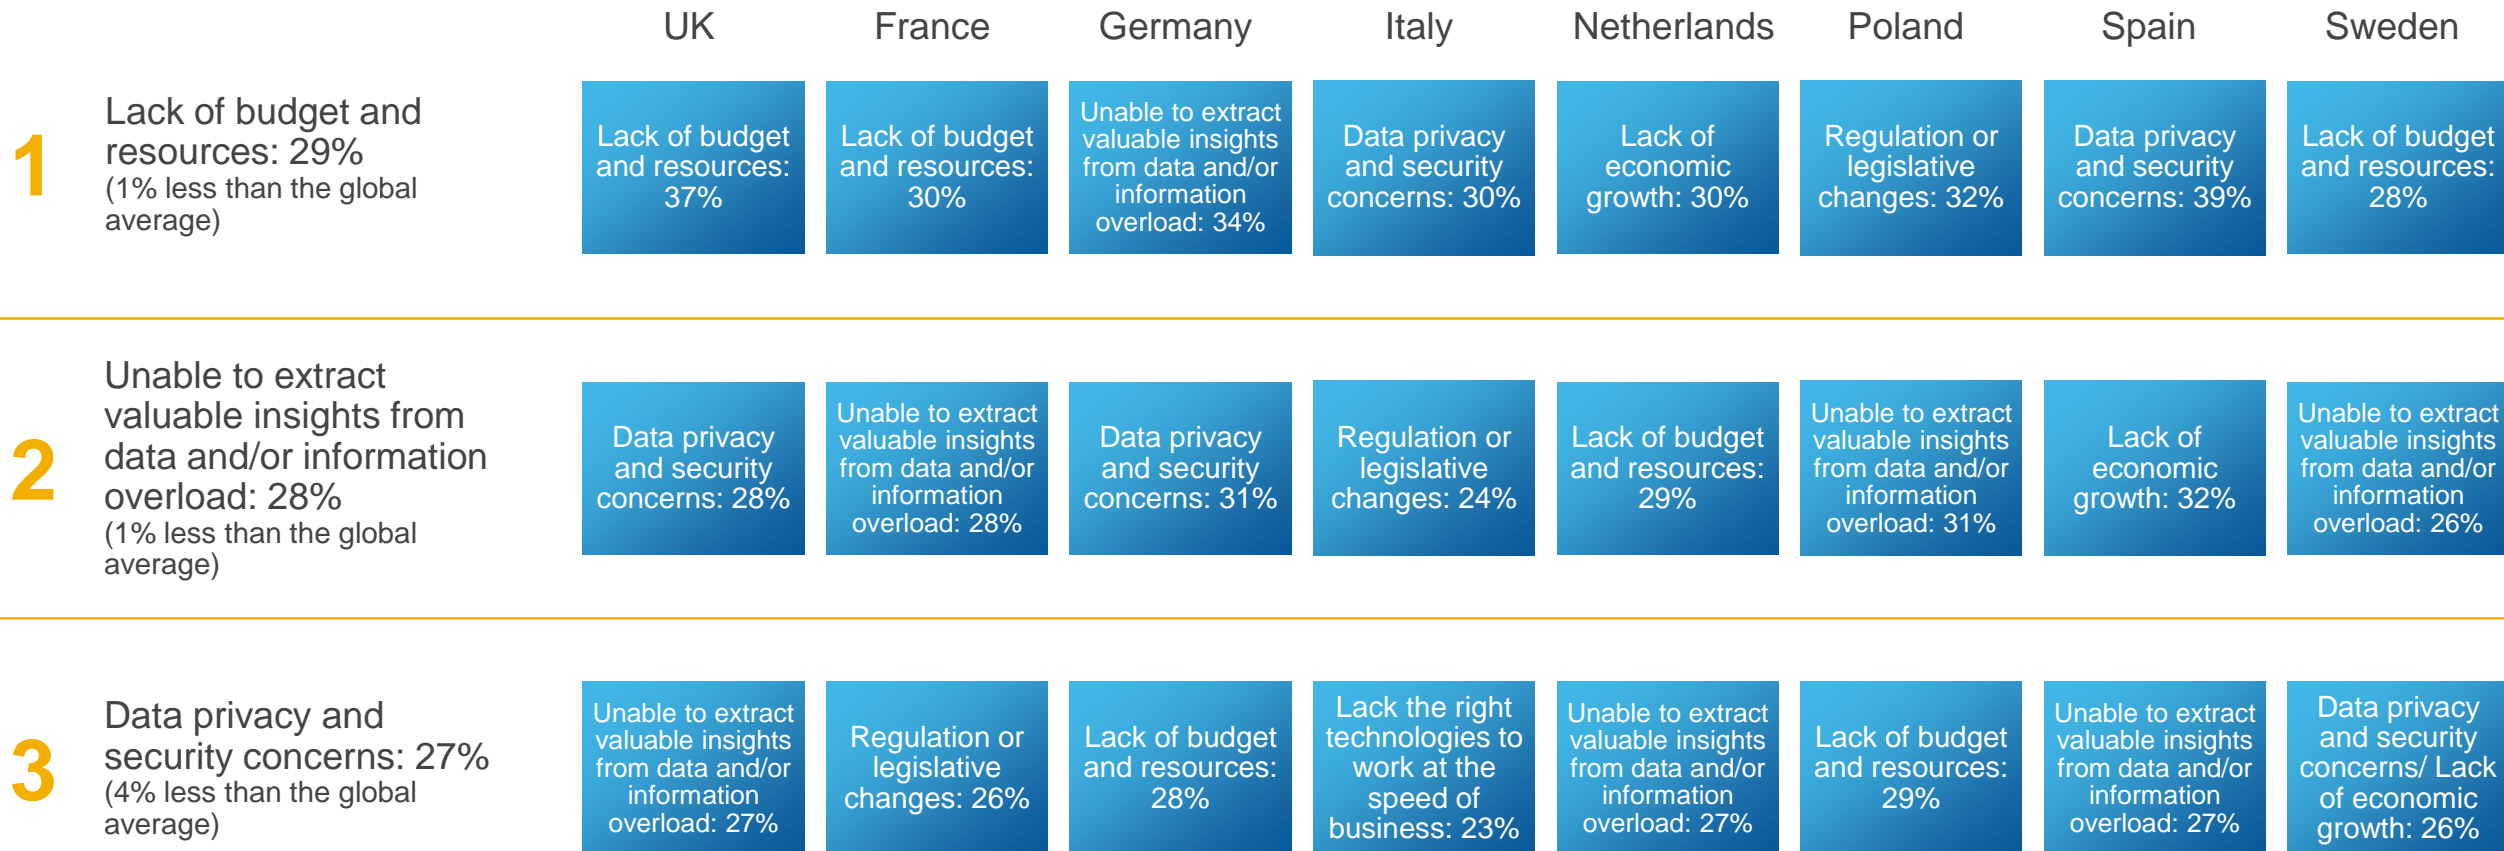 UK
France
Germany
Italy
Netherlands
Poland
Spain
Sweden
1
Lack of budget and
resources: 29%
(1% less than the global
average)
Lack of budget
and resources:
37%
Lack of budget
and resources:
30%
Unable to extract
valuable insights
from data and/or
information
overload: 34%
Data privacy
and security
concerns: 30%
Lack of
economic
growth: 30%
Regulation or
legislative
changes: 32%
Data privacy
and security
concerns: 39%
Lack of budget
and resources:
28%
2
Unable to extract
valuable insights from
data and/or information
overload: 28%
(1% less than the global
average)
Data privacy
and security
concerns: 28%
Unable to extract
valuable insights
from data and/or
information
overload: 28%
Data privacy
and security
concerns: 31%
Regulation or
legislative
changes: 24%
Lack of budget
and resources:
29%
Unable to extract
valuable insights
from data and/or
information
overload: 31%
Lack of
economic
growth: 32%
Unable to extract
valuable insights
from data and/or
information
overload: 26%
3
Data privacy and
security concerns: 27%
(4% less than the global
average)
Unable to extract
valuable insights
from data and/or
information
overload: 27%
Regulation or
legislative
changes: 26%
Lack of budget
and resources:
28%
Lack the right
technologies to
work at the
speed of
business: 23%
Unable to extract
valuable insights
from data and/or
information
overload: 27%
Lack of budget
and resources:
29%
Unable to extract
valuable insights
from data and/or
information
overload: 27%
Data privacy
and security
concerns/ Lack
of economic
growth: 26%